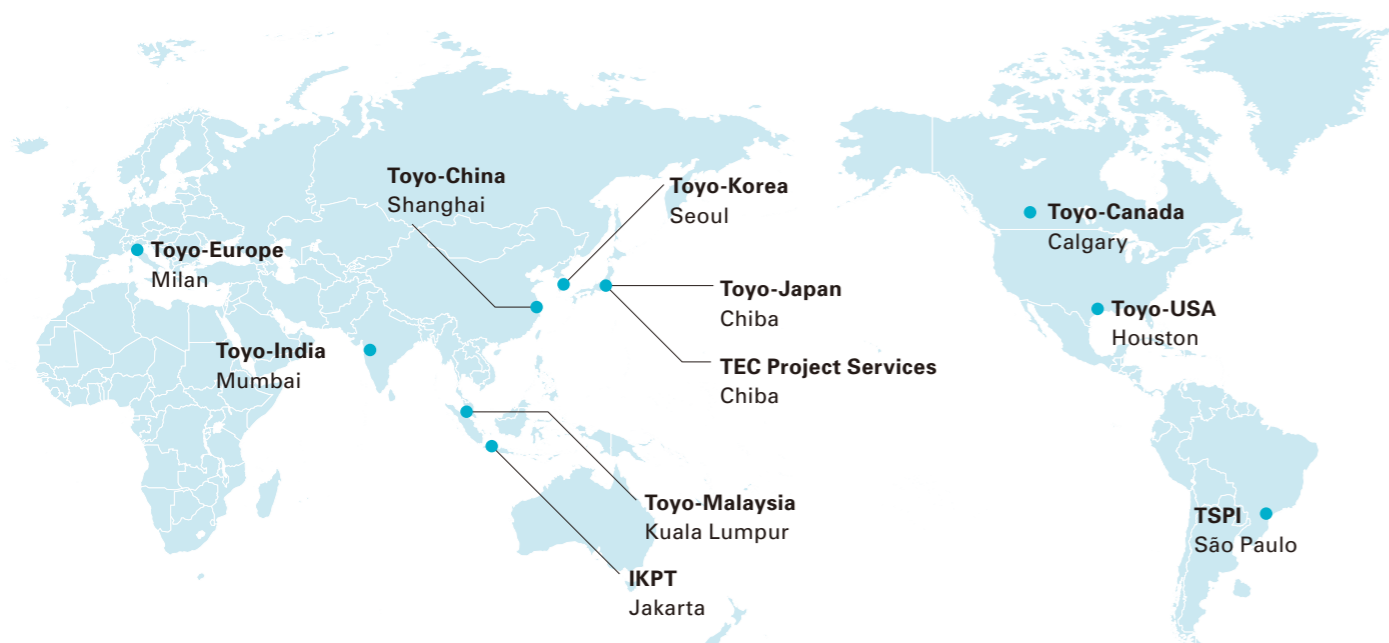 Toyo-China
Shanghai
Toyo-Korea
Seoul
Toyo-Canada
Calgary
Toyo-Europe
Milan
Toyo-Japan
Chiba
Toyo-USA
Houston
Toyo-India
Mumbai
TEC Project Services
Chiba
Toyo-Malaysia
Kuala Lumpur
TSPI
São Paulo
IKPT
Jakarta